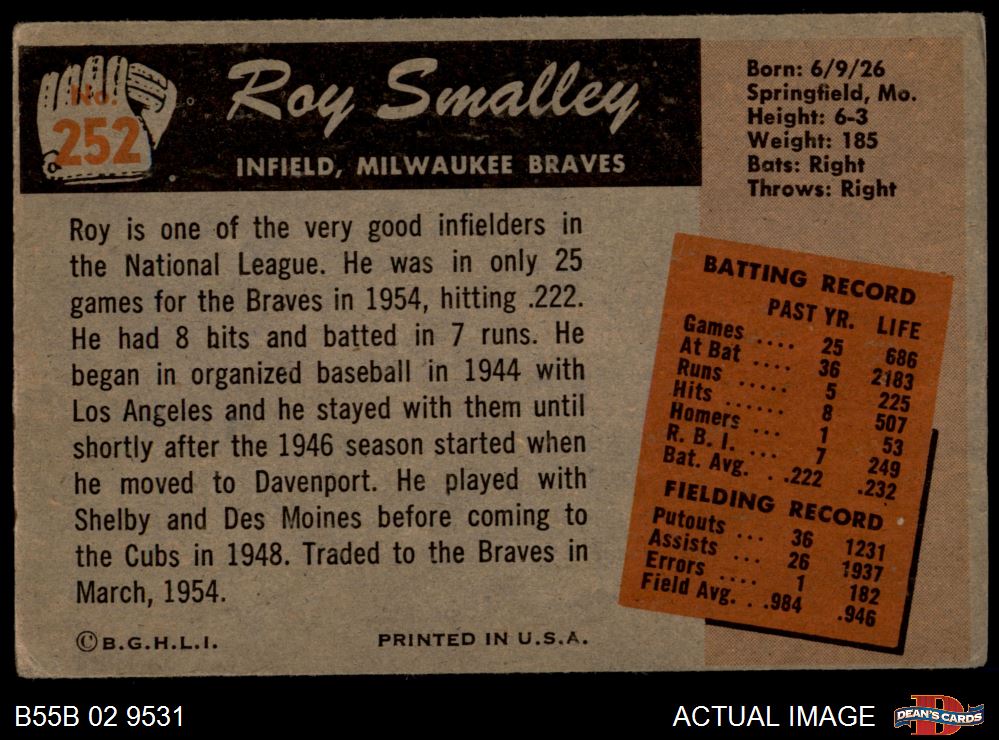 No.
252
Roy Smalley
INFIELD, MILWAUKEE BRAVES
Born: 6/9/26
Springfield, Mo.
Height: 6-3
Weight: 185
Bats: Right
Throws: Right
Roy is one of the very good infielders in
the National League. He was in only 25
games for the Braves in 1954, hitting .222.
He had 8 hits and batted in 7 runs. He
began in organized baseball in 1944 with
Los Angeles and he stayed with them until
shortly after the 1946 season started when
he moved to Davenport. He played with
Shelby and Des Moines before coming to
the Cubs in 1948. Traded to the Braves in
March, 1954.
BATTING RECORD
PAST YR. LIFE
Games .... 25 686
At Bat .... 36 2183
Runs ..... 5 225
Hits ...... 8 507
Homers ... 1 53
R. B. I. ... 7 249
Bat. Avg. . .222 .232
FIELDING RECORD
Putouts ... 36 1231
Assists ... 26 1937
Errors .... 1 182
Field Avg. . .984 .946
©B.G.H.L.I.
PRINTED IN U.S.A.
B55B 02 9531
ACTUAL IMAGE
DEAN'S CARDS